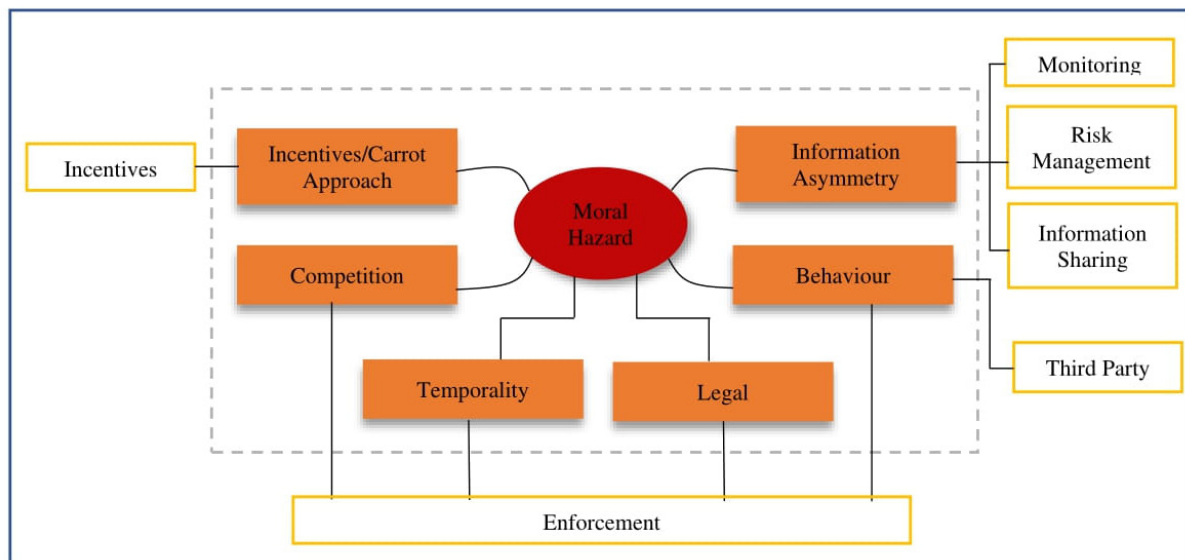 Monitoring
Incentives/Carrot
Approach
Information
Asymmetry
Risk
Management
Incentives
Moral
Hazard
Information
Sharing
Competition
Behaviour
Temporality
Legal
Third Party
Enforcement